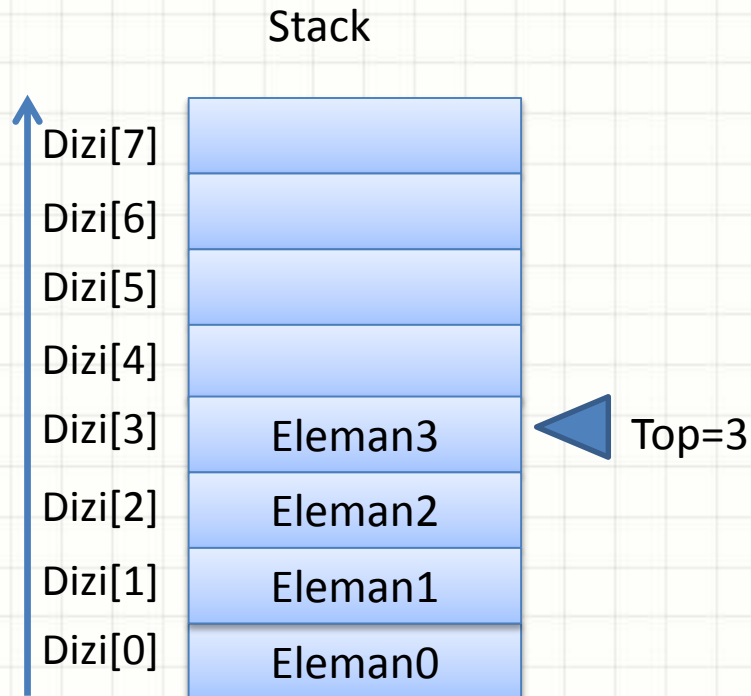 Stack
Dizi[7]
Dizi[6]
Dizi[5]
Dizi[4]
Dizi[3] Eleman3 Top=3
Dizi[2] Eleman2
Dizi[1] Eleman1
Dizi[0] Eleman0